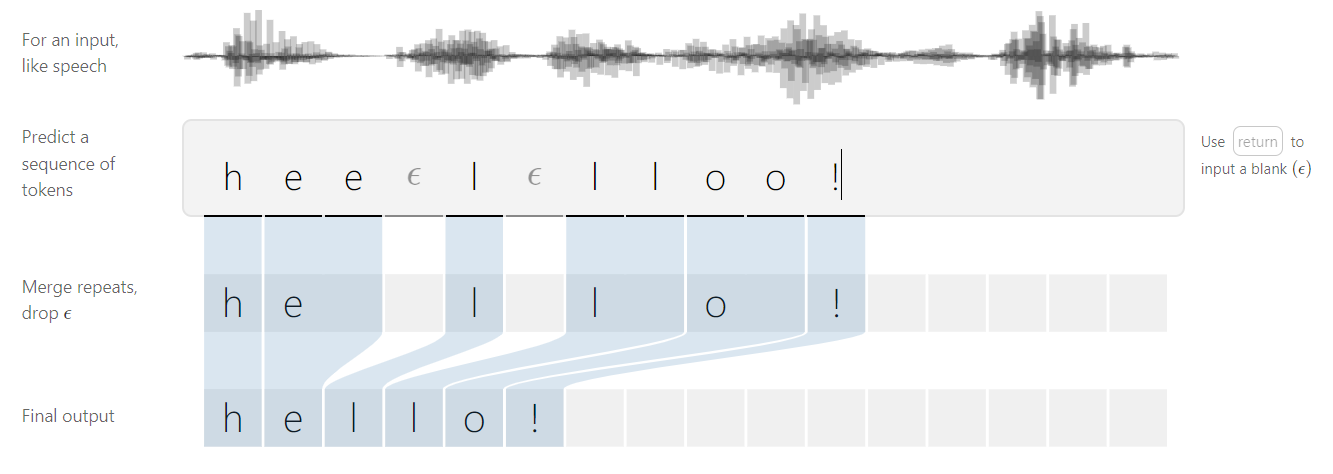 For an input,
like speech
Predict a
sequence of
tokens
h e e ϵ l ϵ l l o o !
Use return to
input a blank (ϵ)
Merge repeats,
drop ϵ
h e l l o !
Final output
h e l l o !